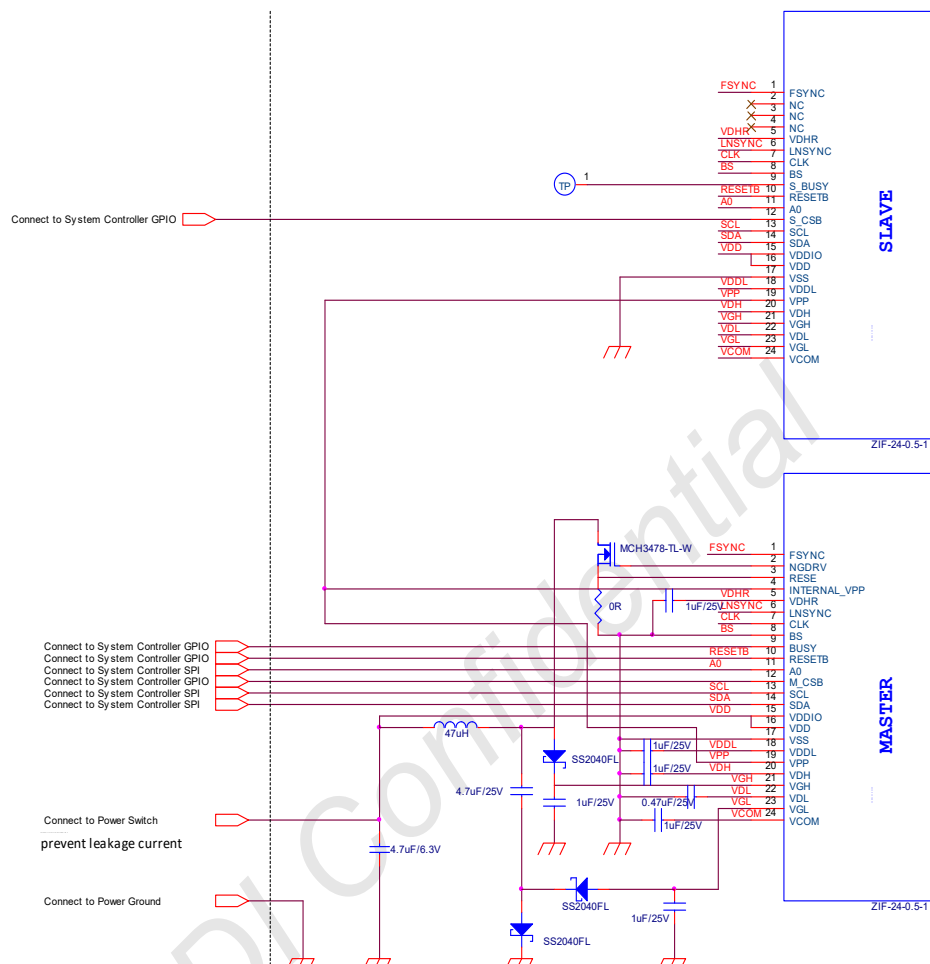 1
FSYNC
FSYNC
2
NC
3
NC
4
NC
5
VDHR
VDHR
6
LNSYNC
LNSYNC
7
CLK
CLK
8
BS
BS
9
TP
1
S_BUSY
10
RESETB
RESETB
11
A0
A0
12
Connect to System Controller GPIO
S_CSB
13
SCL
SCL
14
SDA
SDA
15
VDD
VDDIO
16
VDD
17
VSS
18
VDDL
VDDL
19
VPP
VPP
20
VDH
VDH
21
VGH
VGH
22
VDL
VDL
23
VGL
VGL
24
VCOM
VCOM
SLAVE
ZIF-24-0.5-1
MCH3478-TL-W
1
FSYNC
FSYNC
2
NGDRV
3
RESE
4
INTERNAL_VPP
5
VDHR
VDHR
0R
1uF/25V
6
LNSYNC
LNSYNC
7
CLK
CLK
8
BS
BS
9
Connect to System Controller GPIO
BUSY
10
Connect to System Controller GPIO
RESETB
RESETB
11
Connect to System Controller SPI
A0
A0
12
Connect to System Controller GPIO
M_CSB
13
Connect to System Controller SPI
SCL
SCL
14
Connect to System Controller SPI
SDA
SDA
15
VDD
VDDIO
16
VDD
17
VSS
18
47uH
1uF/25V
VDDL
VDDL
19
SS2040FL
VPP
VPP
20
1uF/25V
VDH
VDH
21
VGH
VGH
22
4.7uF/25V
VDL
VDL
23
1uF/25V
0.47uF/25V
VGL
VGL
24
VCOM
VCOM
1uF/25V
MASTER
Connect to Power Switch
prevent leakage current
4.7uF/6.3V
Connect to Power Ground
SS2040FL
1uF/25V
SS2040FL
ZIF-24-0.5-1
DI Confidential